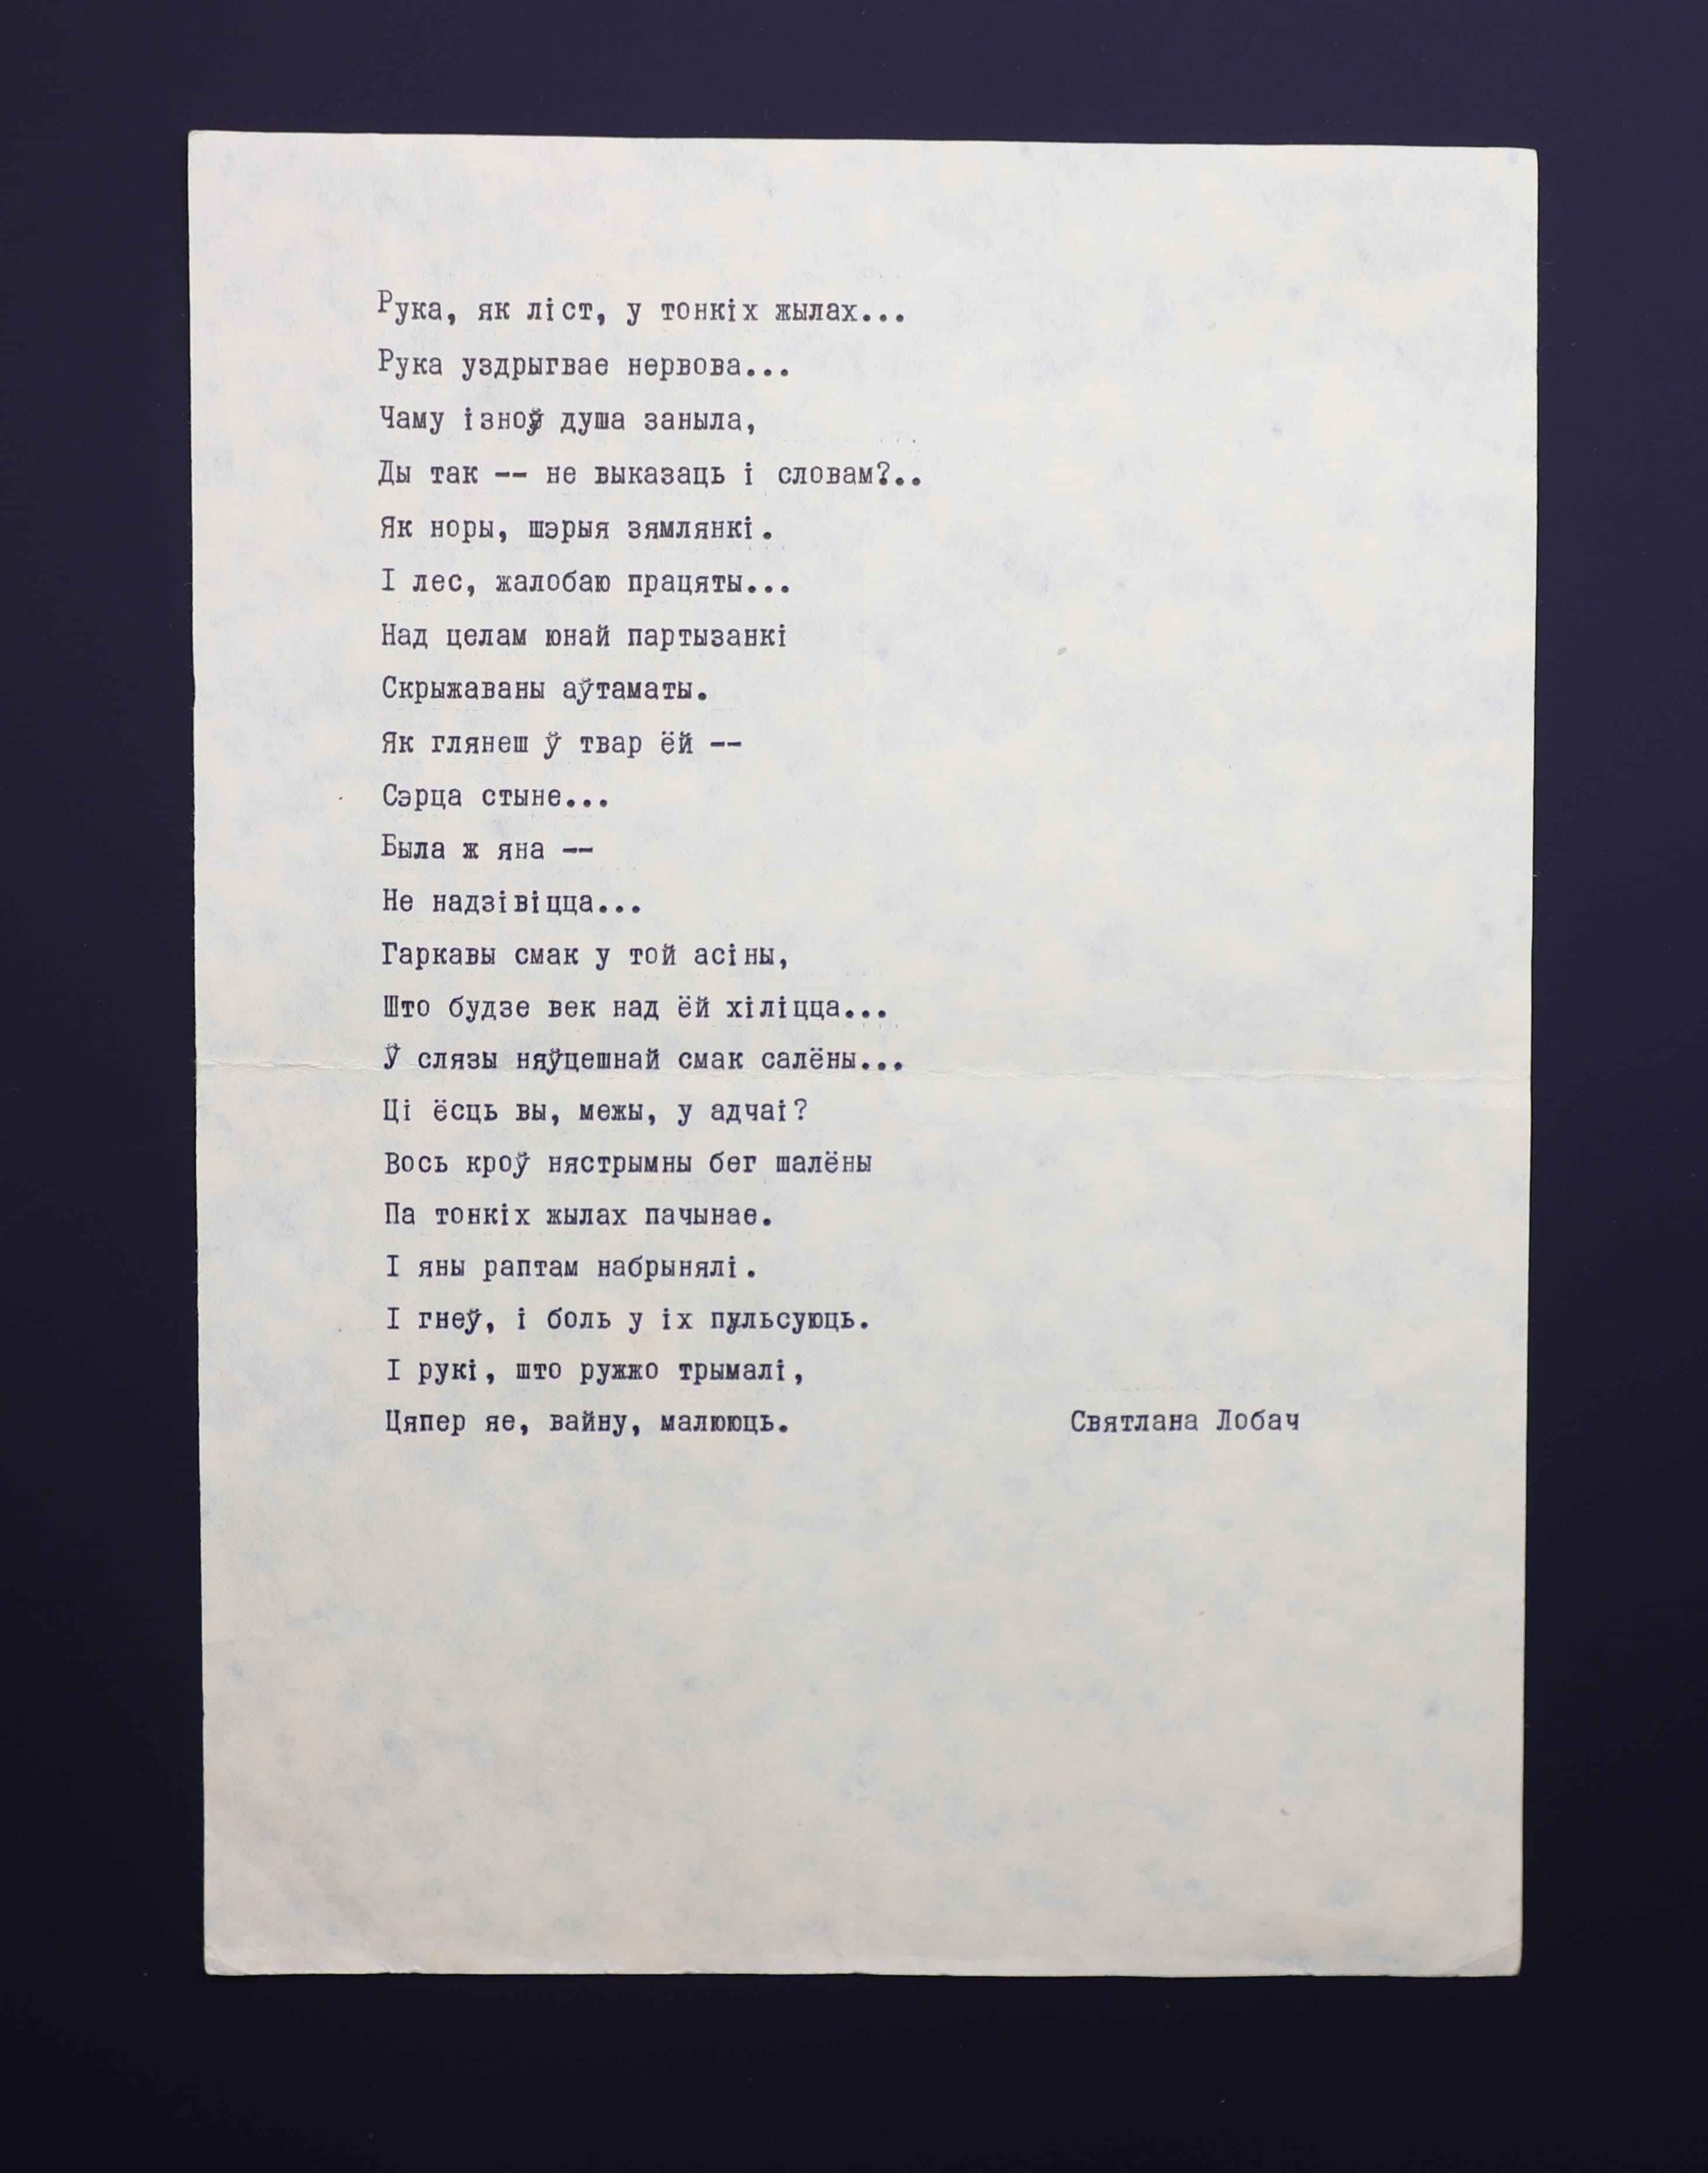 Рука, як ліст, у тонкіх жылах...
Рука уздрыгвае нервова...
Чаму ізноў душа заныла,
Ды так -- не выказаць і словам?..
Як норы, шэрыя зямлянкі.
І лес, жалобаю працяты...
Над целам юнай партызанкі
Скрыжаваны аўтаматы.
Як глянеш ў твар ёй --
Сэрца стыне...
Была ж яна --
Не надзівіцца...
Гаркавы смак у той асіны,
Што будзе век над ёй хіліцца...
Ў слязы няўцешнай смак салёны...
Ці ёсць вы, межы, у адчаі?
Вось кроў нястрымны бег шалёны
Па тонкіх жылах пачынае.
І яны раптам набрынялі.
І гнеў, і боль у іх пульсуюць.
І рукі, што ружжо трымалі,
Цяпер яе, вайну, малююць. Святлана Лобач